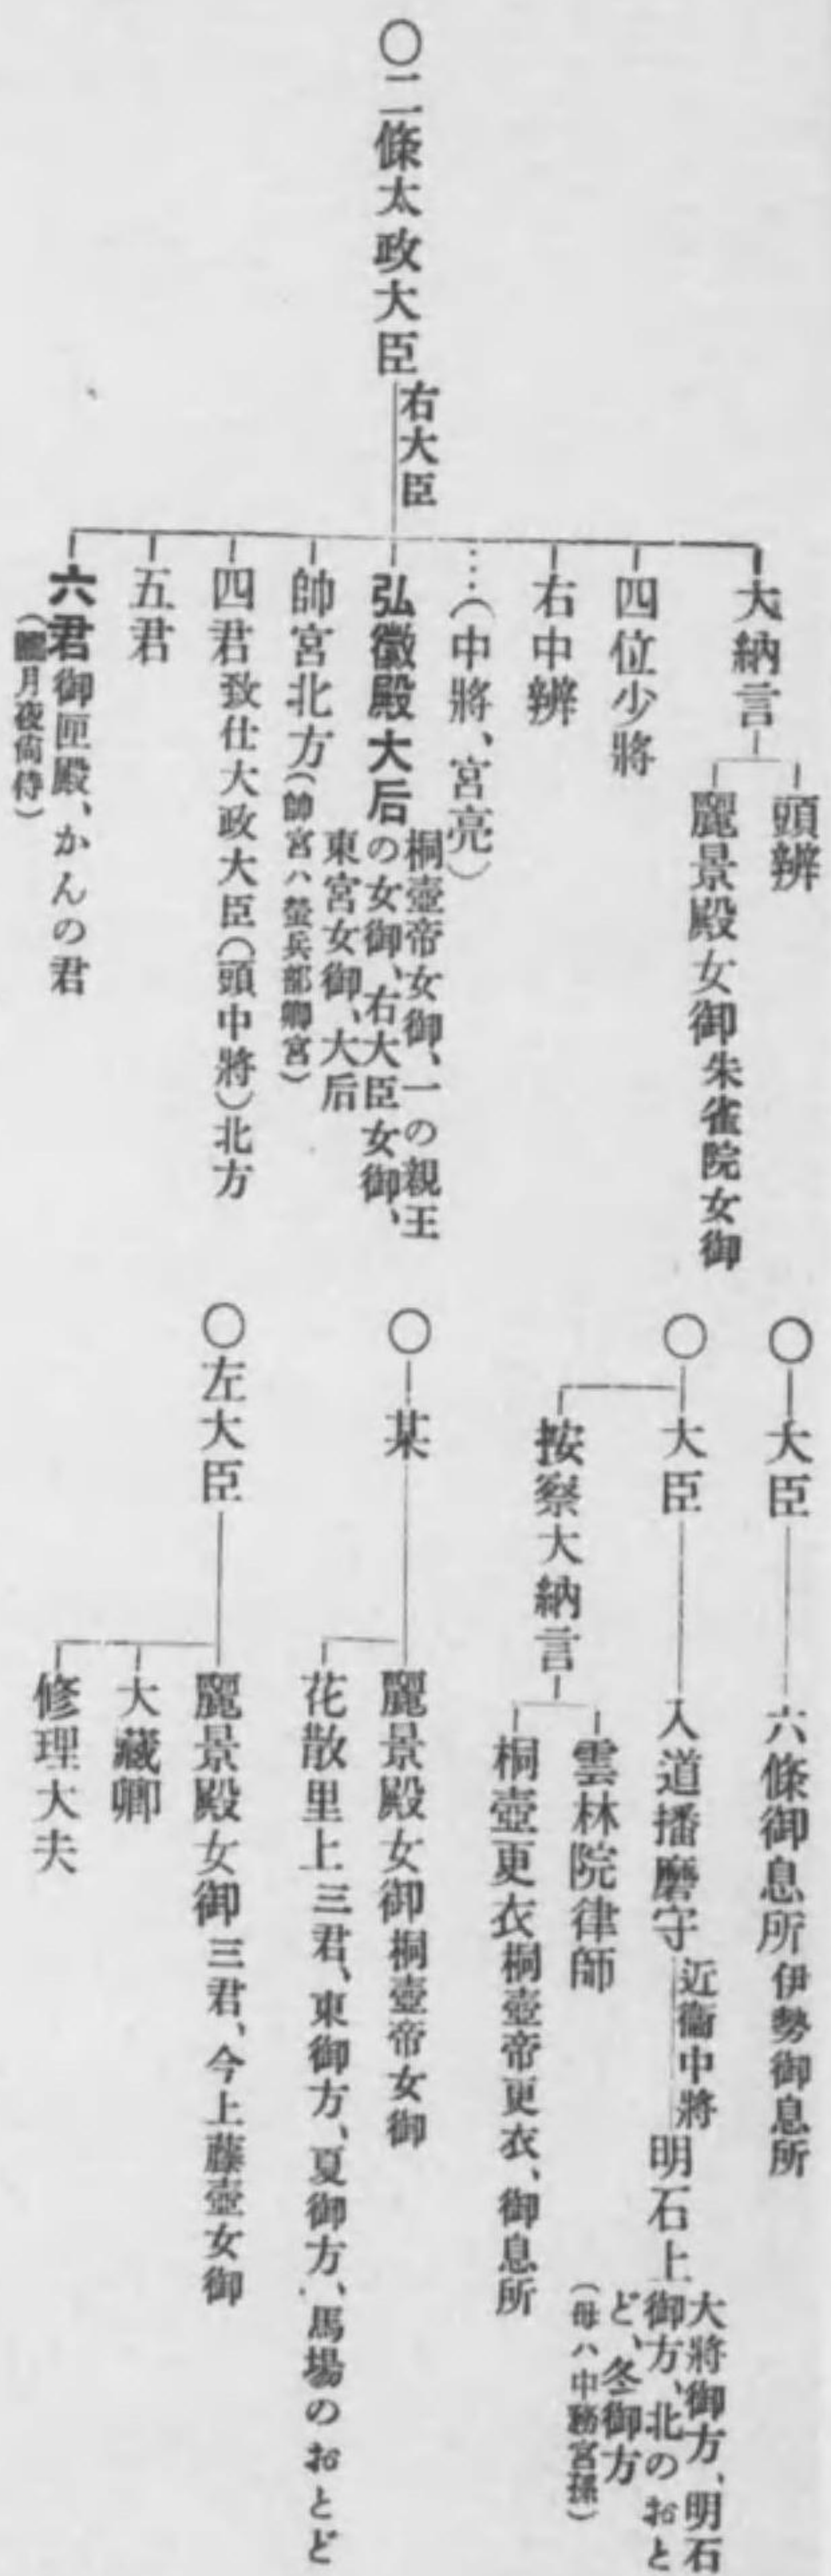 〇二條太政大臣
右大臣
大納言
頭辨
麗景殿女御朱雀院女御
四位少將
右中辨
…（中將、宮亮）
弘徽殿大后
桐壺帝女御、一の親王
の女御、右大臣女御、
東宮女御、大后
帥宮北方（帥宮ハ螢兵部卿宮）
四君致仕大政大臣（頭中將）北方
五君
六君御匣殿、かんの君
（朧月夜尙侍）
〇大臣
六條御息所伊勢御息所
〇大臣
入道播磨守
近衞中將
明石上
大將御方、明石
御方、北のおと
ど、冬御方
（母ハ中務宮孫）
按察大納言
雲林院律師
桐壺更衣桐壺帝更衣、御息所
〇某
麗景殿女御桐壺帝女御
花散里上三君、東御方、夏御方、馬場のおとど
〇左大臣
麗景殿女御三君、今上藤壺女御
大藏卿
修理大夫